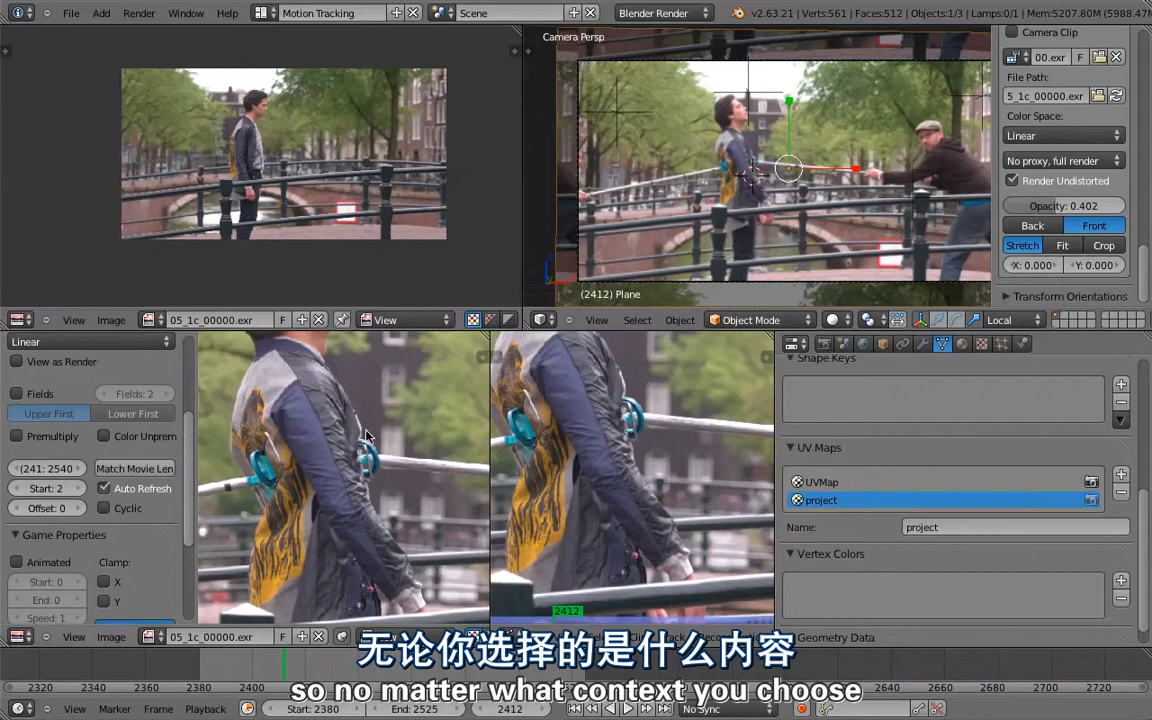 File Add Render Window Help Motion Tracking Scene Blender Render v2.63.21 | Verts:561 | Faces:512 | Objects:1/3 | Lamps:0/1 | Mem:5207.80M (5988.47M
Camera Persp
(2412) Plane
Camera Clip
00.exr F
File Path:
5_1c_00000.exr
Color Space:
Linear
No proxy, full render
Render Undistorted
Opacity: 0.402
Back Front
Stretch Fit Crop
X: 0.000 Y: 0.000
Transform Orientations
View Image 05_1c_00000.exr F View
View Select Object Object Mode Local
Linear
View as Render
Fields Fields: 2
Upper First Lower First
Premultiply Color Unprem
(241: 2540 Match Movie Len
Start: 2 Auto Refresh
Offset: 0 Cyclic
Game Properties
Animated Clamp:
Start: 0 X
End: 0 Y
Speed: 1
2412
Shape Keys
UV Maps
UVMap
project
Name: project
Vertex Colors
Geometry Data
View Image 05_1c_00000.exr F
无论你选择的是什么内容
so no matter what context you choose
2320 2340 2360 2380 2400 2640 2660 2680
View Marker Frame Playback Start: 2380 End: 2525 2412 No Sync